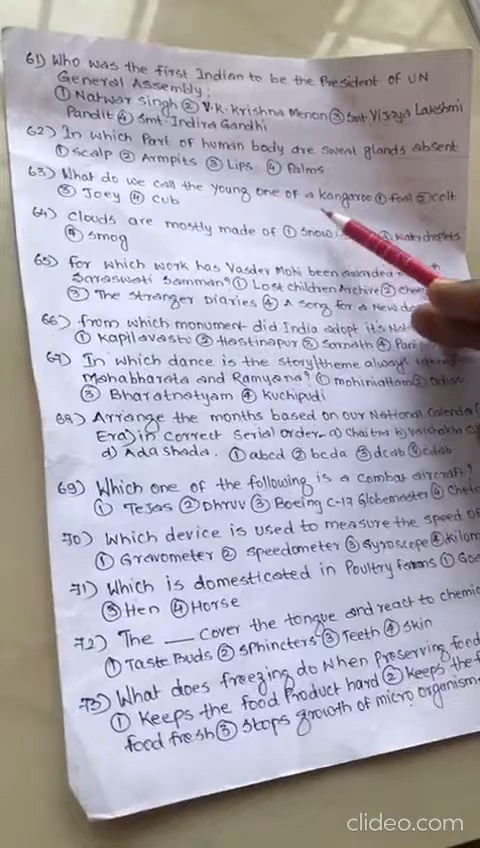 61) Who was the first Indian to be the President of UN
General Assembly:
① Natwar Singh ② V.K. Krishna Menon ③ Smt Vijaya Lakshmi
Pandit ④ Smt. Indira Gandhi
62) In which Part of human body are sweat glands absent
① Scalp ② Armpits ③ Lips ④ Palms
63) What do we call the young one of a kangaroo ① foal ② colt
③ Joey ④ Cub
64) Clouds are mostly made of ① Snow ③ water droplets
④ Smog
65) For which work has Vasdev Mohi been awarded
Saraswati Samman? ① Lost children Archive ②
③ The Stranger Diaries ④ A song for a New
66) from which monument did India adopt it's
① Kapilavastu ② Hastinapur ③ Sarnath ④
67) In which dance is the story/theme always
Mahabharata and Ramyana? ① mohiniattam ②
③ Bharatnatyam ④ Kuchipudi
68) Arrange the months based on our National Calendar
Era) in correct Serial order- a) Chaitra b) Vaishakha
d) Adashada. ① abcd ② bcda ③ dcab ④ cdab
69) Which one of the following is a combat aircraft?
① Tejas ② Dhruv ③ Boeing C-17 Globemaster ④
70) Which device is used to measure the speed of
① Gravometer ② Speedometer ③ Gyroscope ④
71) Which is domesticated in Poultry forms ①
③ Hen ④ Horse
72) The __ cover the tongue and react to
① Taste Buds ② Sphincters ③ Teeth ④ Skin
73) What does freezing do when Preserving food
① Keeps the food Product hard ② Keeps the
food fresh ③ Stops growth of micro
clideo.com